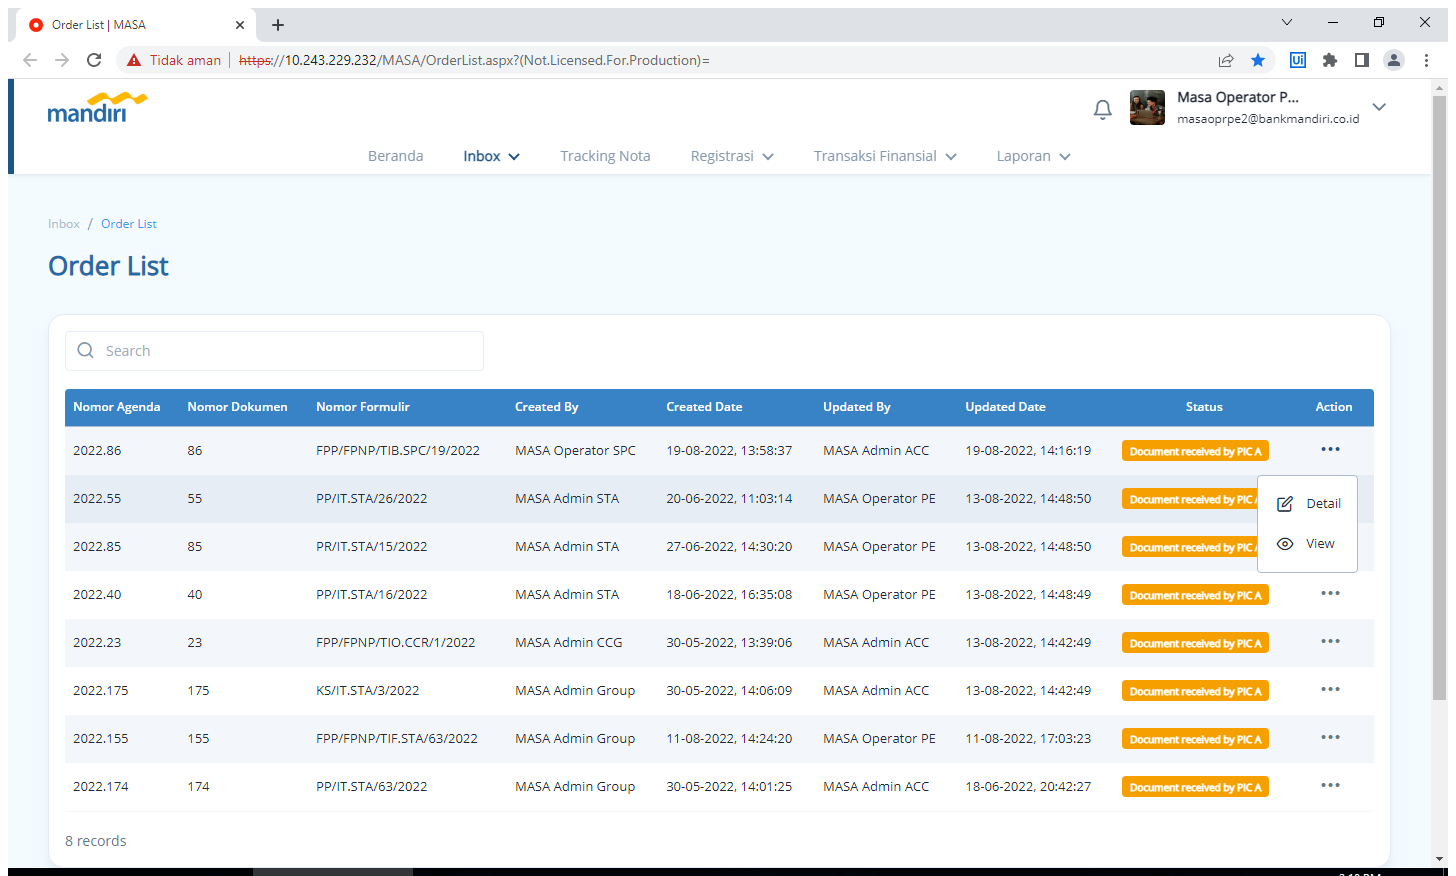 Order List | MASA
Tidak aman https://10.243.229.232/MASA/OrderList.aspx?(Not.Licensed.For.Production)=
mandiri
Masa Operator P...
masaoprpe2@bankmandiri.co.id
Beranda Inbox Tracking Nota Registrasi Transaksi Finansial Laporan
Inbox / Order List
Order List
Search
Nomor Agenda Nomor Dokumen Nomor Formulir Created By Created Date Updated By Updated Date Status Action
2022.86 86 FPP/FPNP/TIB.SPC/19/2022 MASA Operator SPC 19-08-2022, 13:58:37 MASA Admin ACC 19-08-2022, 14:16:19 Document received by PIC A
2022.55 55 PP/IT.STA/26/2022 MASA Admin STA 20-06-2022, 11:03:14 MASA Operator PE 13-08-2022, 14:48:50 Document received by PIC Detail
2022.85 85 PR/IT.STA/15/2022 MASA Admin STA 27-06-2022, 14:30:20 MASA Operator PE 13-08-2022, 14:48:50 Document received by PIC View
2022.40 40 PP/IT.STA/16/2022 MASA Admin STA 18-06-2022, 16:35:08 MASA Operator PE 13-08-2022, 14:48:49 Document received by PIC A
2022.23 23 FPP/FPNP/TIO.CCR/1/2022 MASA Admin CCG 30-05-2022, 13:39:06 MASA Admin ACC 13-08-2022, 14:42:49 Document received by PIC A
2022.175 175 KS/IT.STA/3/2022 MASA Admin Group 30-05-2022, 14:06:09 MASA Admin ACC 13-08-2022, 14:42:49 Document received by PIC A
2022.155 155 FPP/FPNP/TIF.STA/63/2022 MASA Admin Group 11-08-2022, 14:24:20 MASA Operator PE 11-08-2022, 17:03:23 Document received by PIC A
2022.174 174 PP/IT.STA/63/2022 MASA Admin Group 30-05-2022, 14:01:25 MASA Admin ACC 18-06-2022, 20:42:27 Document received by PIC A
8 records